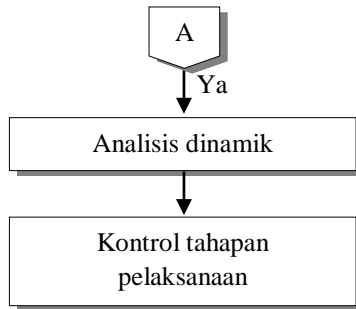 A
Ya
Analisis dinamik
Kontrol tahapan
pelaksanaan